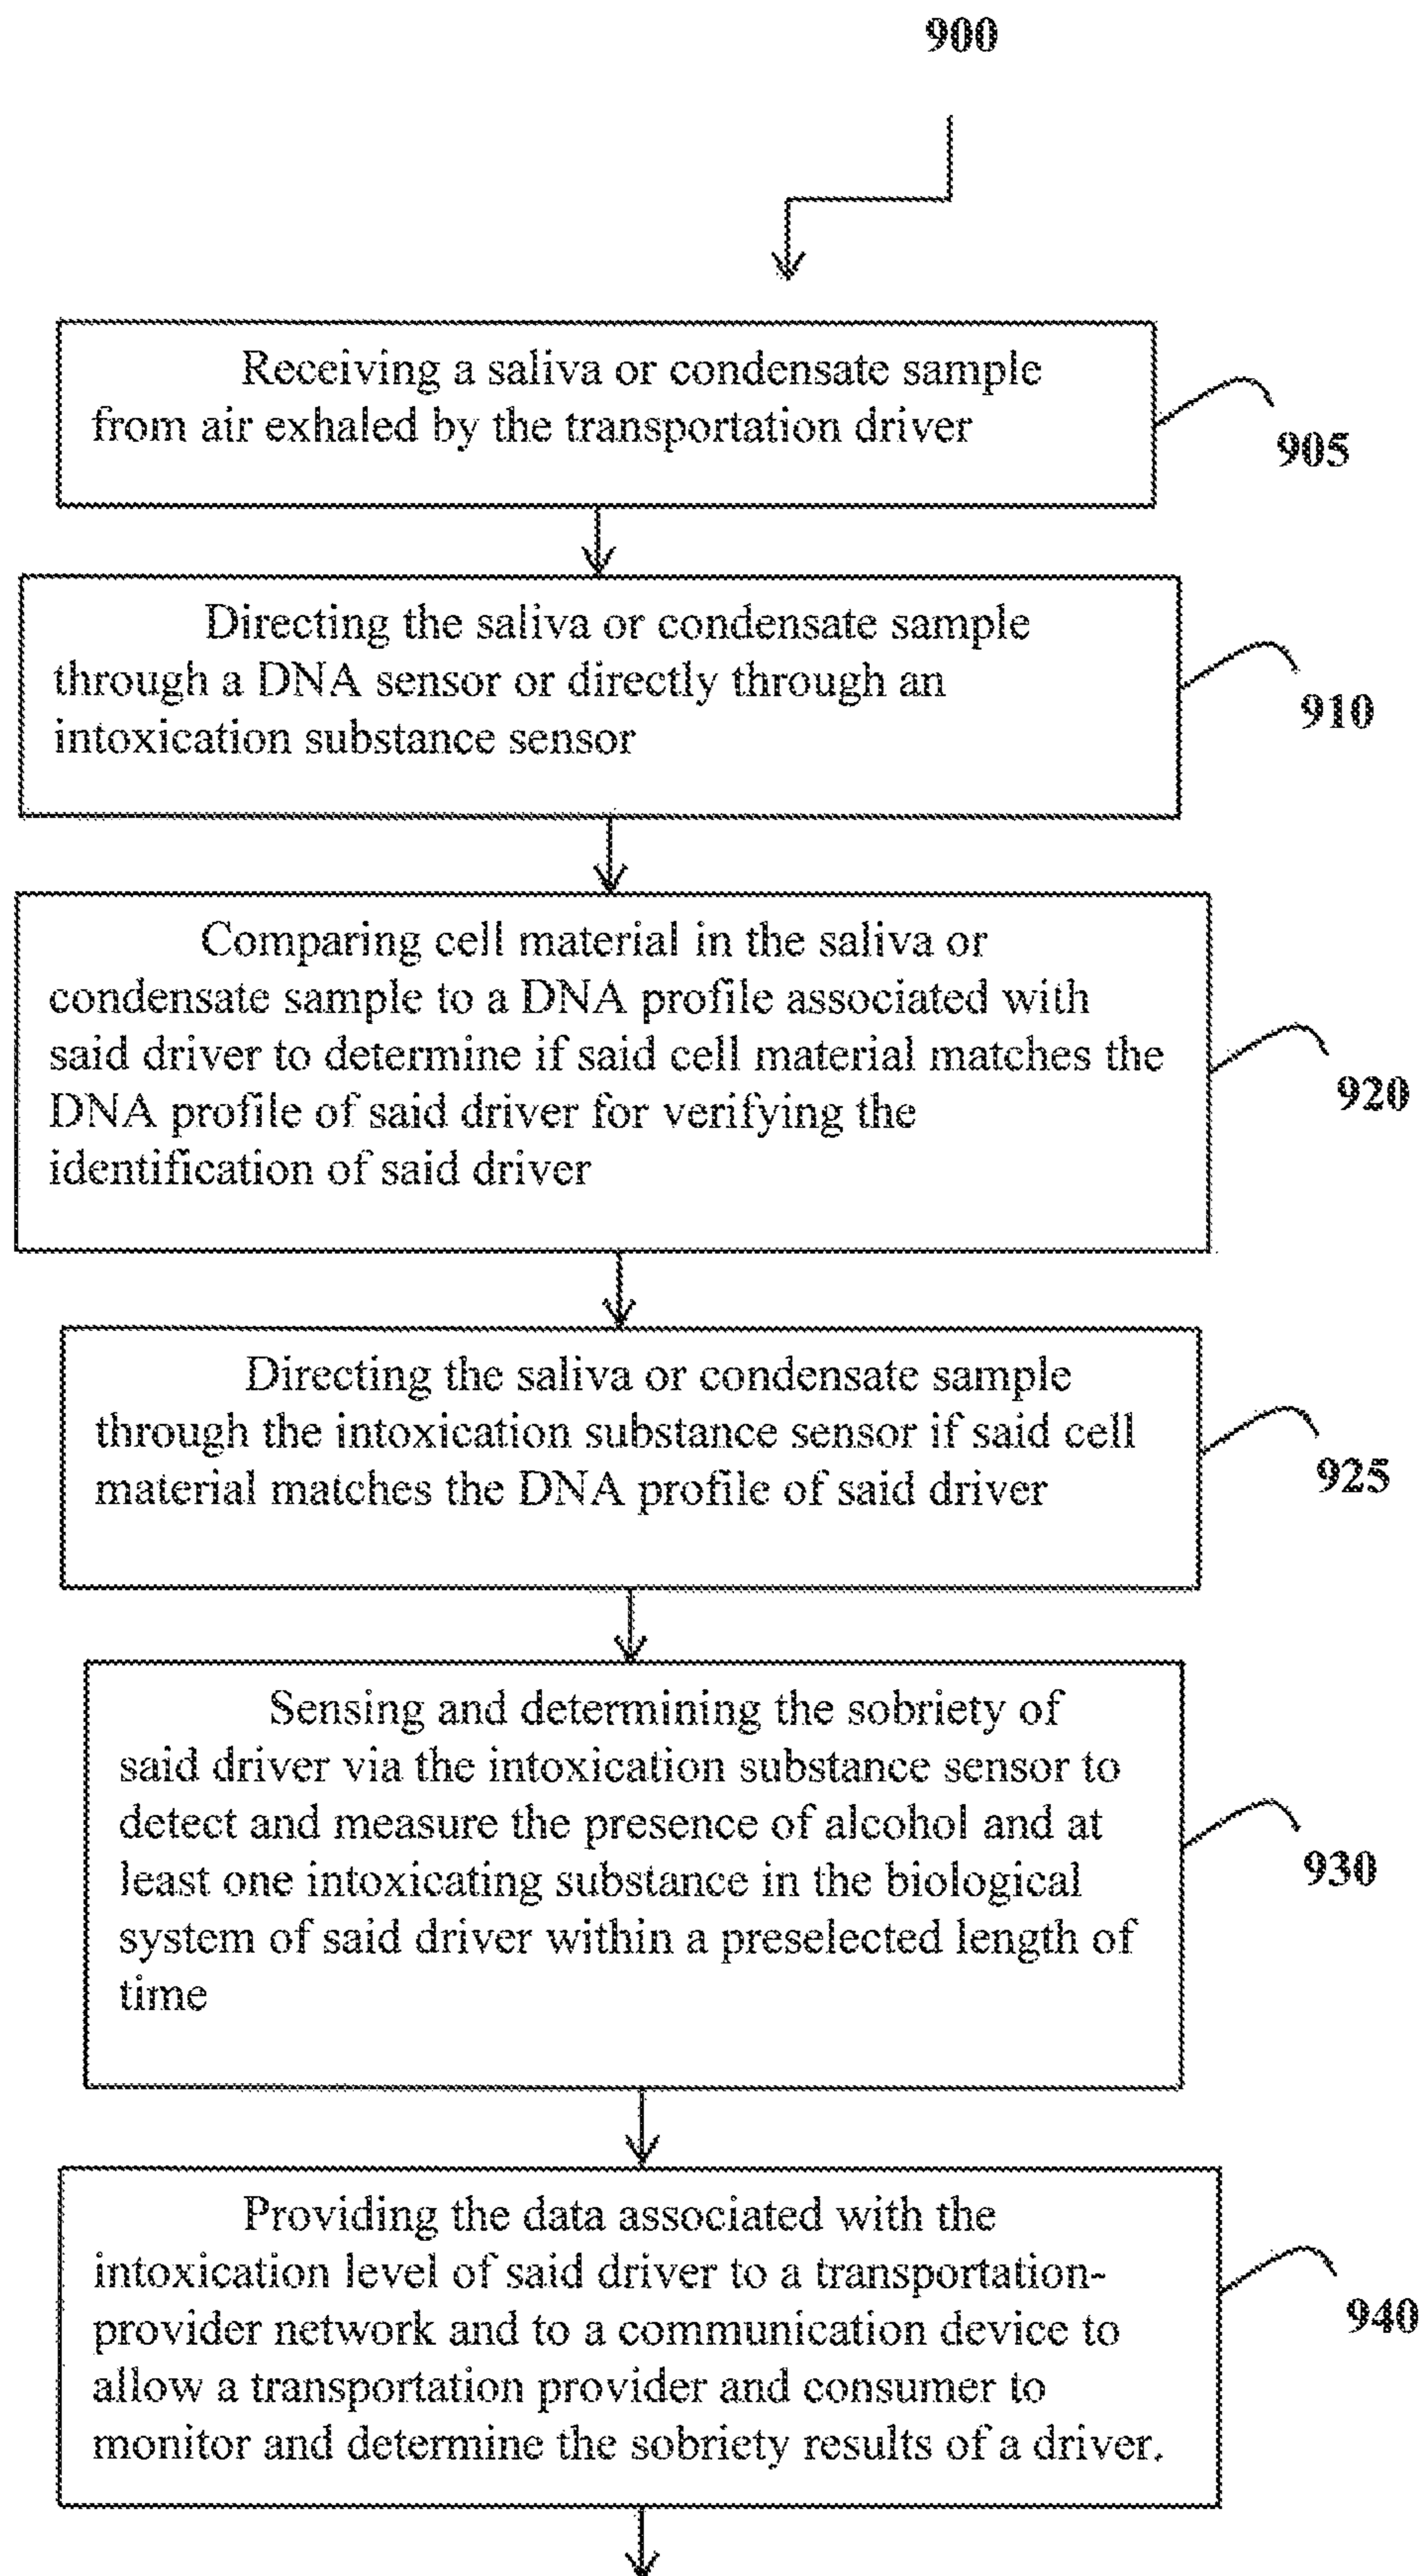 900
Receiving a saliva or condensate sample
from air exhaled by the transportation driver
905
Directing the saliva or condensate sample
through a DNA sensor or directly through an
intoxication substance sensor
910
Comparing cell material in the saliva or
condensate sample to a DNA profile associated with
said driver to determine if said cell material matches the
DNA profile of said driver for verifying the
identification of said driver
920
Directing the saliva or condensate sample
through the intoxication substance sensor if said cell
material matches the DNA profile of said driver
925
Sensing and determining the sobriety of
said driver via the intoxication substance sensor to
detect and measure the presence of alcohol and at
least one intoxicating substance in the biological
system of said driver within a preselected length of
time
930
Providing the data associated with the
intoxication level of said driver to a transportation-
provider network and to a communication device to
allow a transportation provider and consumer to
monitor and determine the sobriety results of a driver.
940